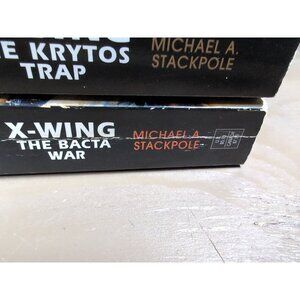 KRYTOS
TRAP
MICHAEL A.
STACKPOLE
X-WING
THE BACTA
WAR
MICHAEL A.
STACKPOLE